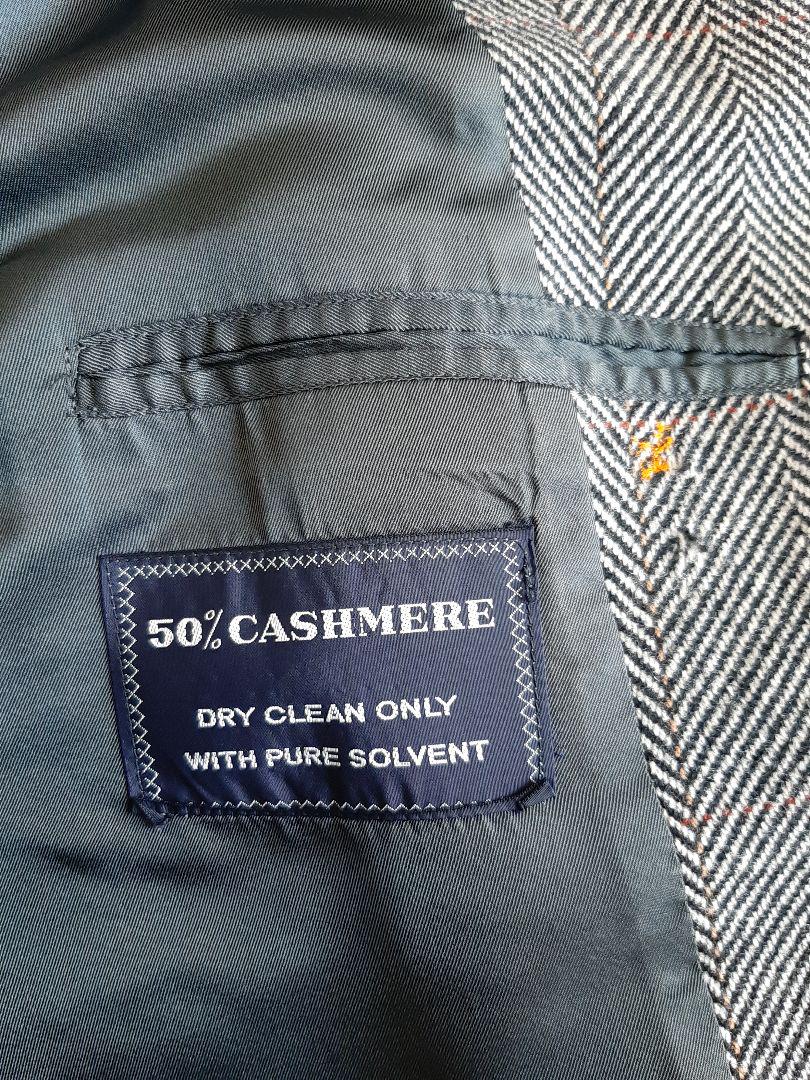 50% CASHMERE
DRY CLEAN ONLY
WITH PURE SOLVENT